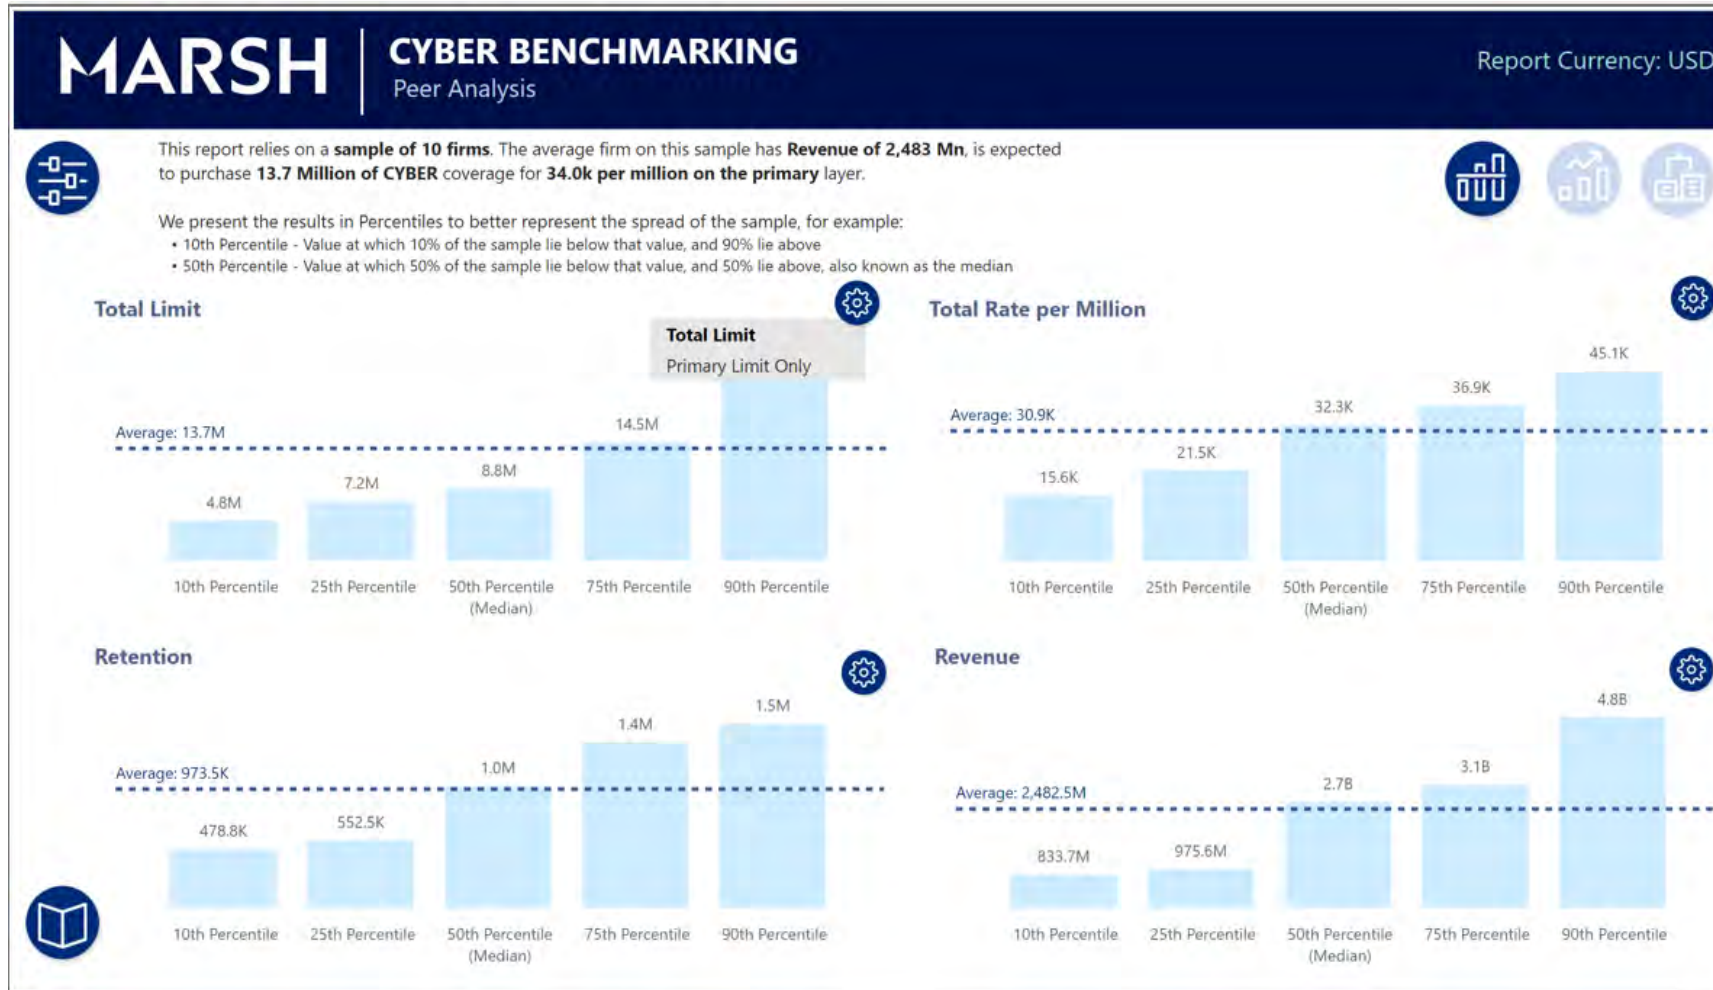 MARSH
CYBER BENCHMARKING
Peer Analysis
Report Currency: USD
This report relies on a sample of 10 firms. The average firm on this sample has Revenue of 2,483 Mn, is expected
to purchase 13.7 Million of CYBER coverage for 34.0k per million on the primary layer.
We present the results in Percentiles to better represent the spread of the sample, for example:
• 10th Percentile - Value at which 10% of the sample lie below that value, and 90% lie above
• 50th Percentile - Value at which 50% of the sample lie below that value, and 50% lie above, also known as the median
Total Limit
Total Limit
Primary Limit Only
Average: 13.7M
4.8M
7.2M
8.8M
14.5M
10th Percentile
25th Percentile
50th Percentile
(Median)
75th Percentile
90th Percentile
Total Rate per Million
Average: 30.9K
15.6K
21.5K
32.3K
36.9K
45.1K
10th Percentile
25th Percentile
50th Percentile
(Median)
75th Percentile
90th Percentile
Retention
Average: 973.5K
478.8K
552.5K
1.0M
1.4M
1.5M
10th Percentile
25th Percentile
50th Percentile
(Median)
75th Percentile
90th Percentile
Revenue
Average: 2,482.5M
833.7M
975.6M
2.7B
3.1B
4.8B
10th Percentile
25th Percentile
50th Percentile
(Median)
75th Percentile
90th Percentile